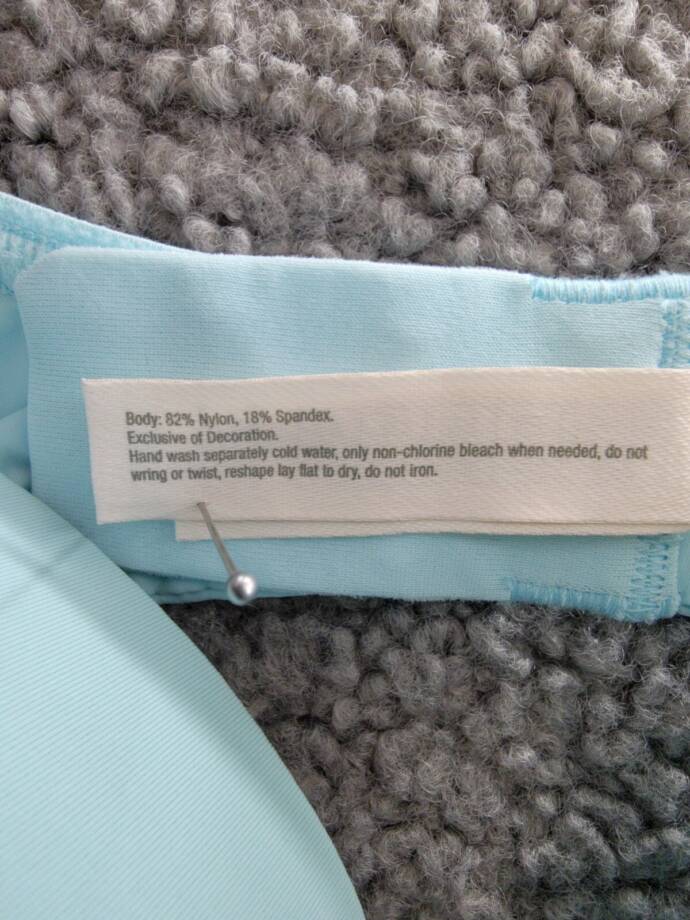 Body: 82% Nylon, 18% Spandex.
Exclusive of Decoration.
Hand wash separately cold water, only non-chlorine bleach when needed, do not
wring or twist, reshape lay flat to dry, do not iron.